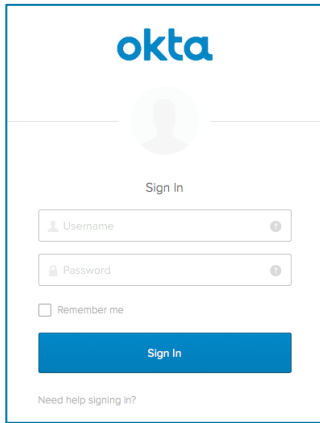 okta
Sign In
Username
Password
Remember me
Sign In
Need help signing in?